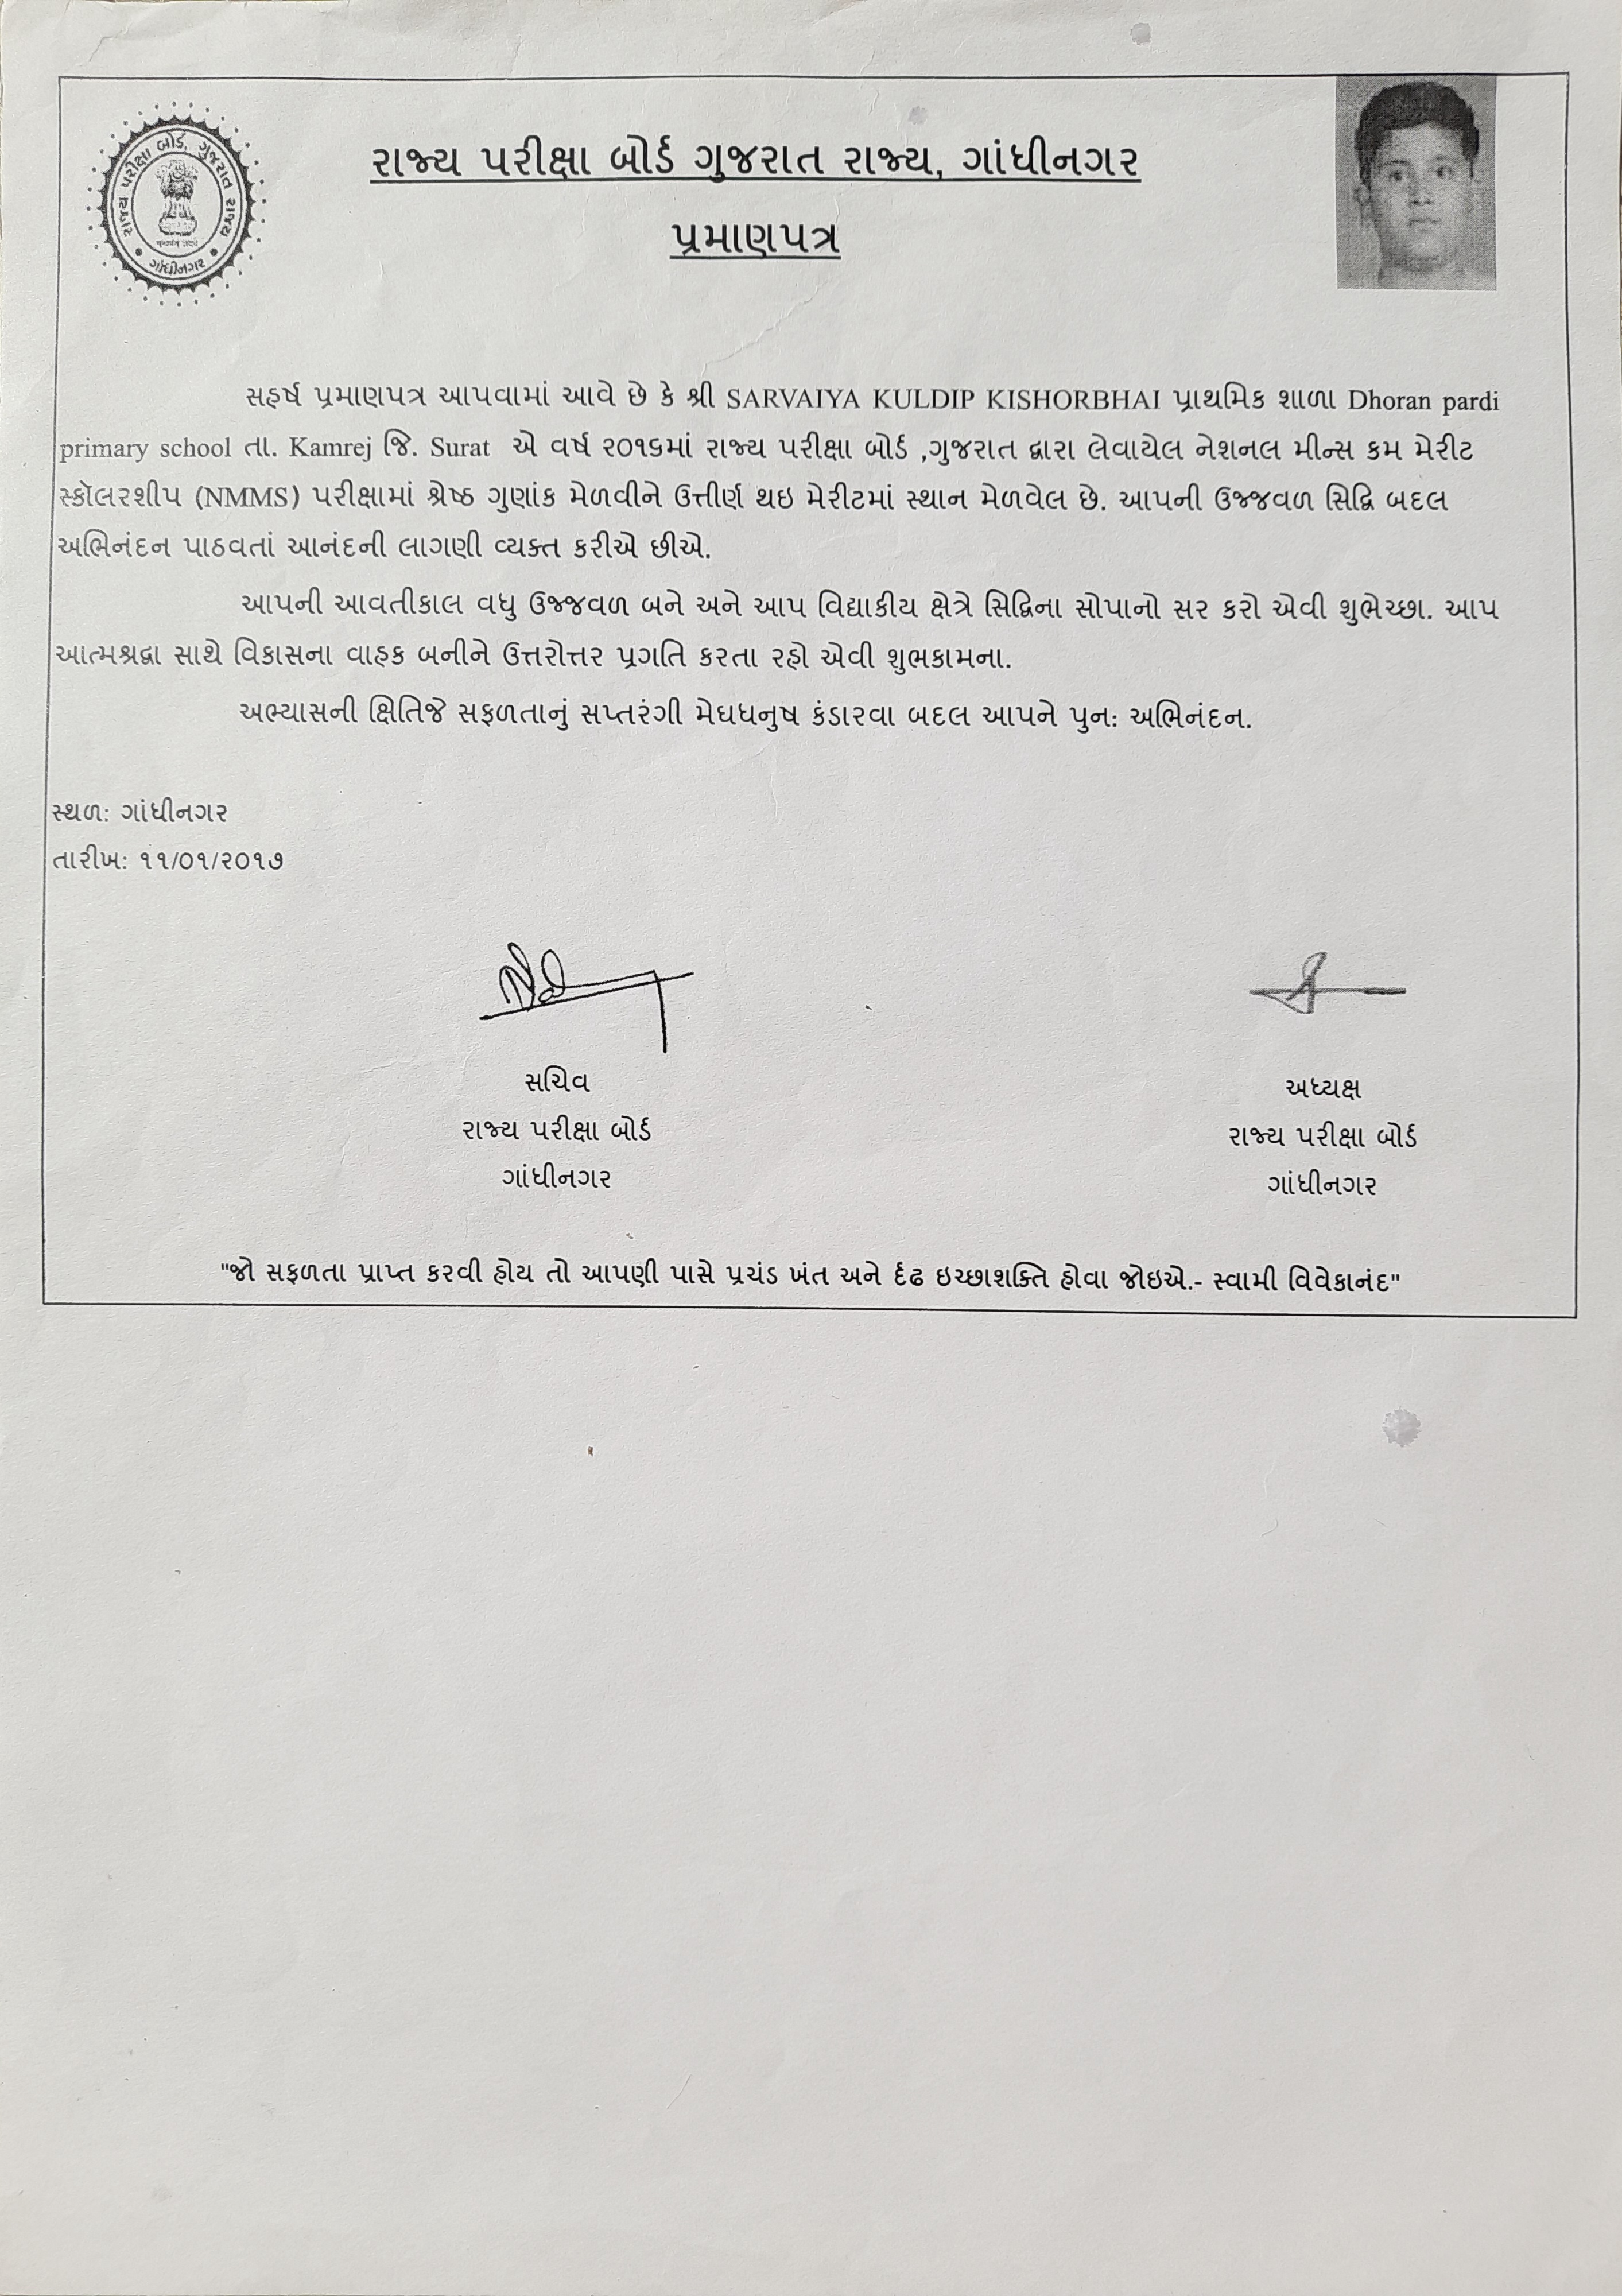 રાજ્ય પરીક્ષા બોર્ડ, ગુજરાત રાજ્ય
ગાંધીનગર
રાજ્ય પરીક્ષા બોર્ડ ગુજરાત રાજ્ય, ગાંધીનગર
પ્રમાણપત્ર
સહર્ષ પ્રમાણપત્ર આપવામાં આવે છે કે શ્રી SARVAIYA KULDIP KISHORBHAI પ્રાથમિક શાળા Dhoran pardi
primary school તા. Kamrej જિ. Surat એ વર્ષ ૨૦૧૬માં રાજ્ય પરીક્ષા બોર્ડ ,ગુજરાત દ્વારા લેવાયેલ નેશનલ મીન્સ કમ મેરીટ
સ્કૉલરશીપ (NMMS) પરીક્ષામાં શ્રેષ્ઠ ગુણાંક મેળવીને ઉત્તીર્ણ થઇ મેરીટમાં સ્થાન મેળવેલ છે. આપની ઉજ્જવળ સિદ્ધિ બદલ
અભિનંદન પાઠવતાં આનંદની લાગણી વ્યક્ત કરીએ છીએ.
આપની આવતીકાલ વધુ ઉજ્જવળ બને અને આપ વિદ્યાકીય ક્ષેત્રે સિદ્ધિના સોપાનો સર કરો એવી શુભેચ્છા. આપ
આત્મશ્રદ્ધા સાથે વિકાસના વાહક બનીને ઉત્તરોત્તર પ્રગતિ કરતા રહો એવી શુભકામના.
અભ્યાસની ક્ષિતિજે સફળતાનું સપ્તરંગી મેઘધનુષ કંડારવા બદલ આપને પુન: અભિનંદન.
સ્થળ: ગાંધીનગર
તારીખ: ૧૧/૦૧/૨૦૧૭
સચિવ
રાજ્ય પરીક્ષા બોર્ડ
ગાંધીનગર
અધ્યક્ષ
રાજ્ય પરીક્ષા બોર્ડ
ગાંધીનગર
"જો સફળતા પ્રાપ્ત કરવી હોય તો આપણી પાસે પ્રચંડ ખંત અને ર્દઢ ઇચ્છાશક્તિ હોવા જોઇએ.- સ્વામી વિવેકાનંદ"